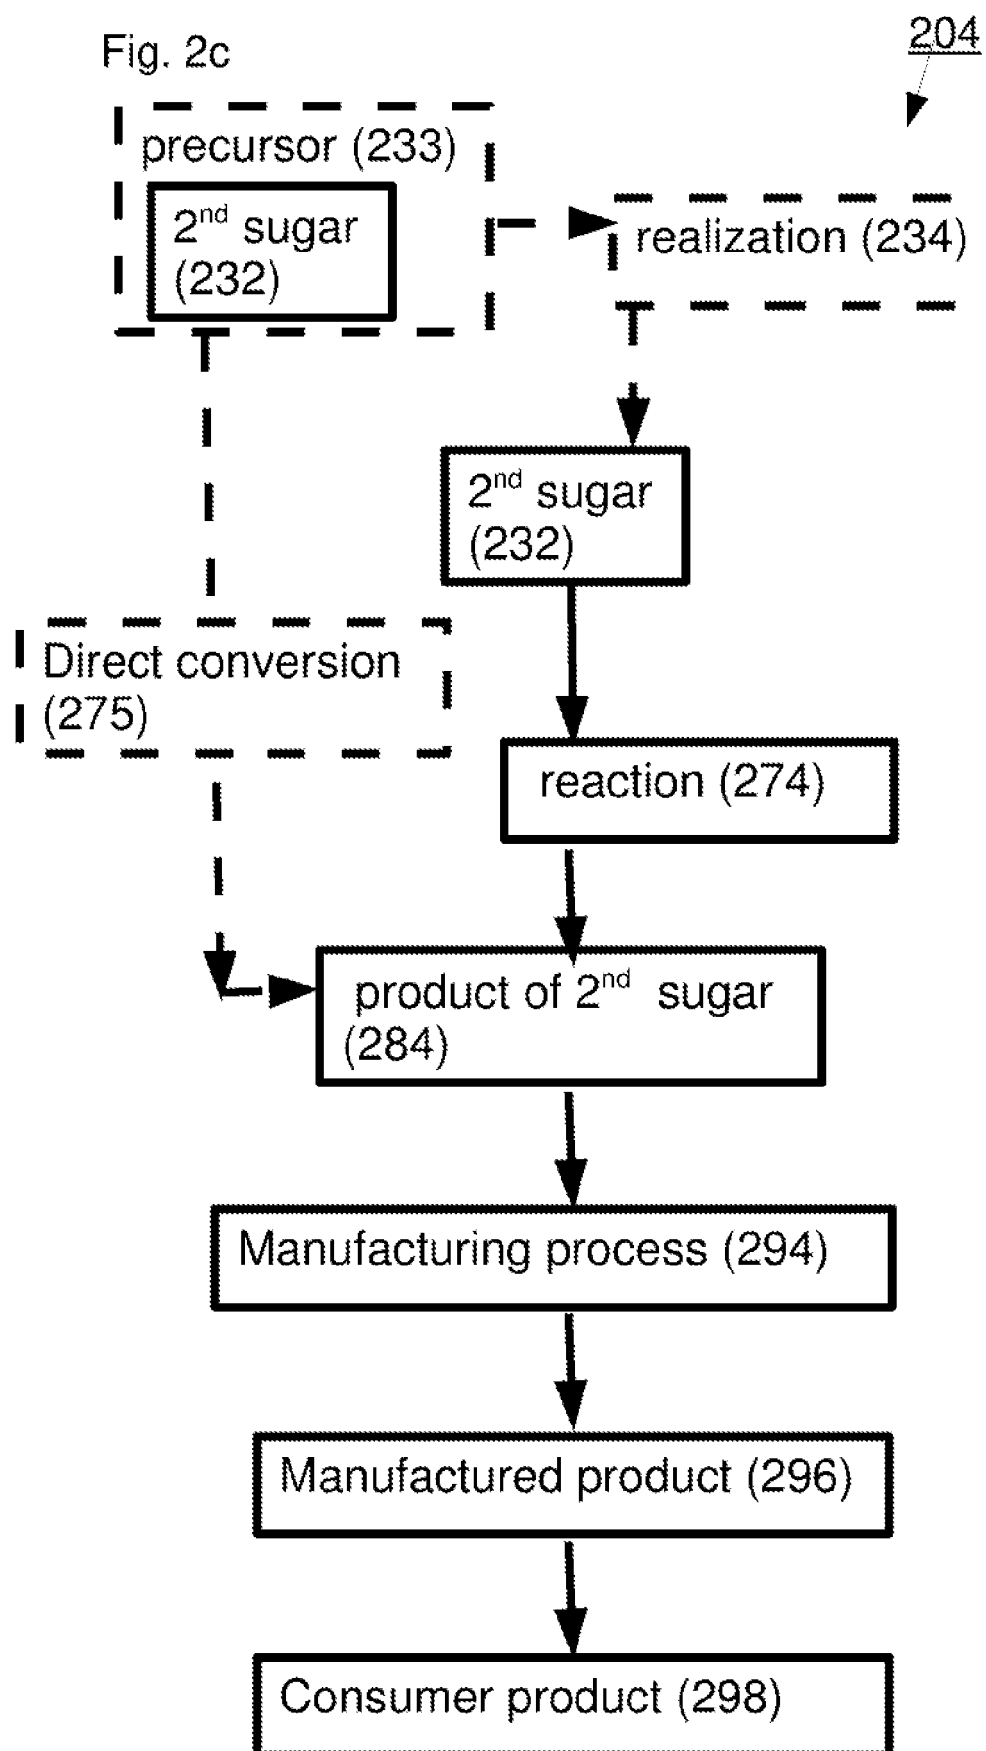 204
Fig. 2c
precursor (233)
2nd sugar
(232)
realization (234)
2nd sugar
(232)
Direct conversion
(275)
reaction (274)
product of 2nd sugar
(284)
Manufacturing process (294)
Manufactured product (296)
Consumer product (298)